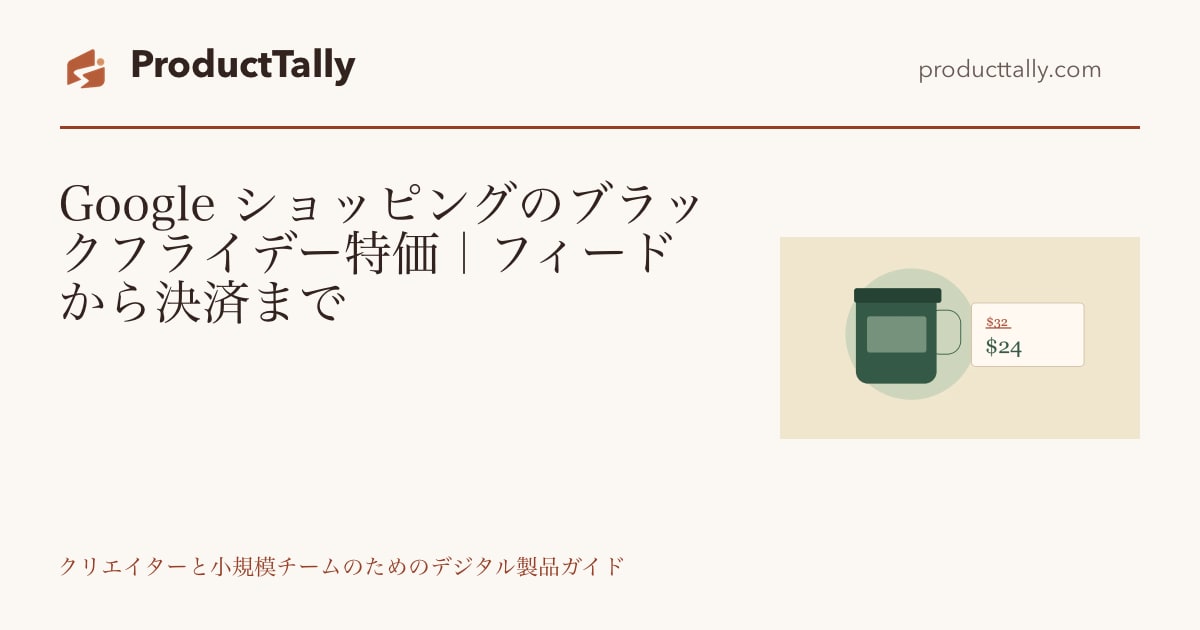 ProductTally
producttally.com
Google ショッピングのブラッ
クフライデー特価｜フィード
から決済まで
$32
$24
クリエイターと小規模チームのためのデジタル製品ガイド